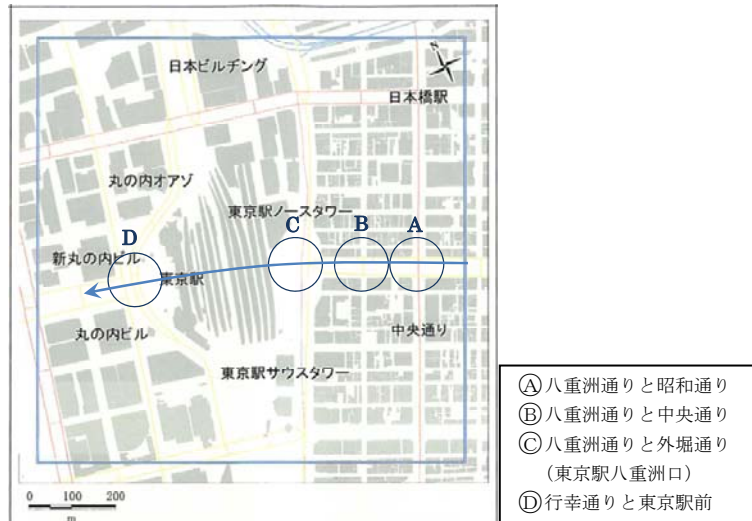 日本ビルヂング
N
日本橋駅
丸の内オアゾ
東京駅ノースタワー
D
C
B
A
新丸の内ビル
東京駅
丸の内ビル
中央通り
東京駅サウスタワー
0 100 200
m
Ⓐ八重洲通りと昭和通り
Ⓑ八重洲通りと中央通り
Ⓒ八重洲通りと外堀通り
(東京駅八重洲口)
Ⓓ行幸通りと東京駅前